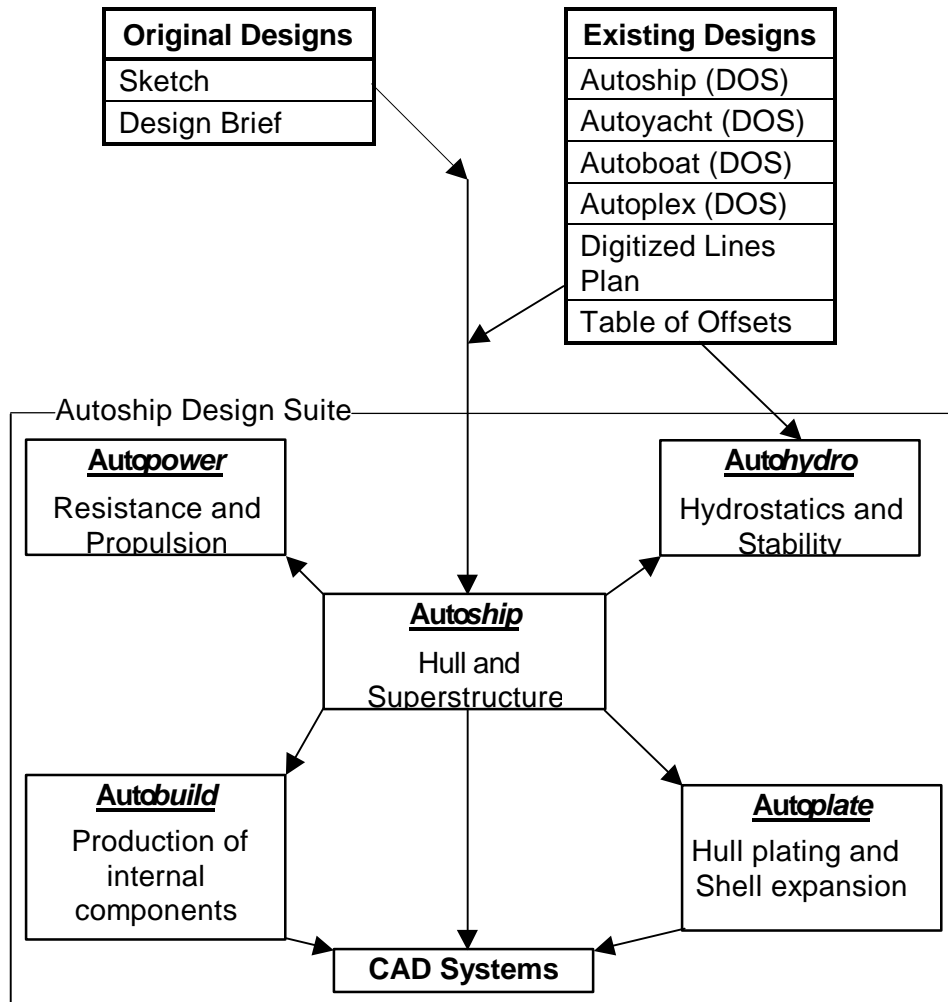 Original Designs
Sketch
Design Brief
Existing Designs
Autoship (DOS)
Autoyacht (DOS)
Autoboat (DOS)
Autoplex (DOS)
Digitized Lines
Plan
Table of Offsets
Autoship Design Suite
Autopower
Resistance and
Propulsion
Autohydro
Hydrostatics and
Stability
Autoship
Hull and
Superstructure
Autobuild
Production of
internal
components
Autoplate
Hull plating and
Shell expansion
CAD Systems